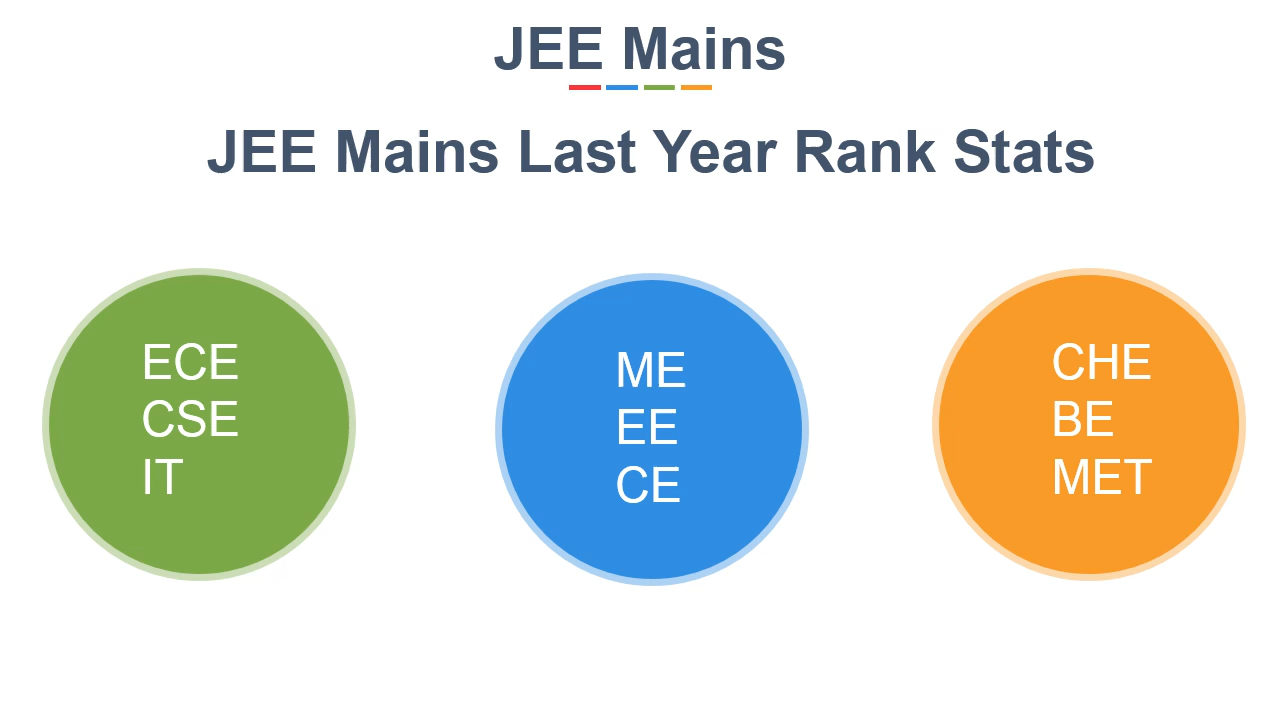 JEE Mains
JEE Mains Last Year Rank Stats
ECE
CSE
IT
ME
EE
CE
CHE
BE
MET